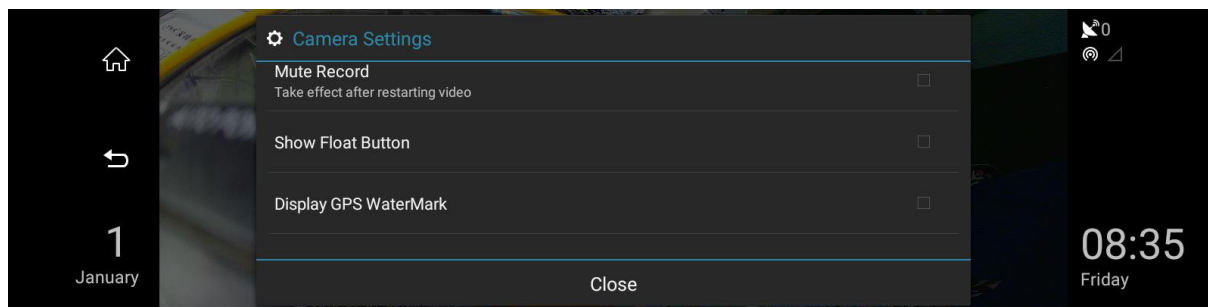 Camera Settings
Mute Record
Take effect after restarting video
Show Float Button
Display GPS WaterMark
Close
1
January
0
08:35
Friday